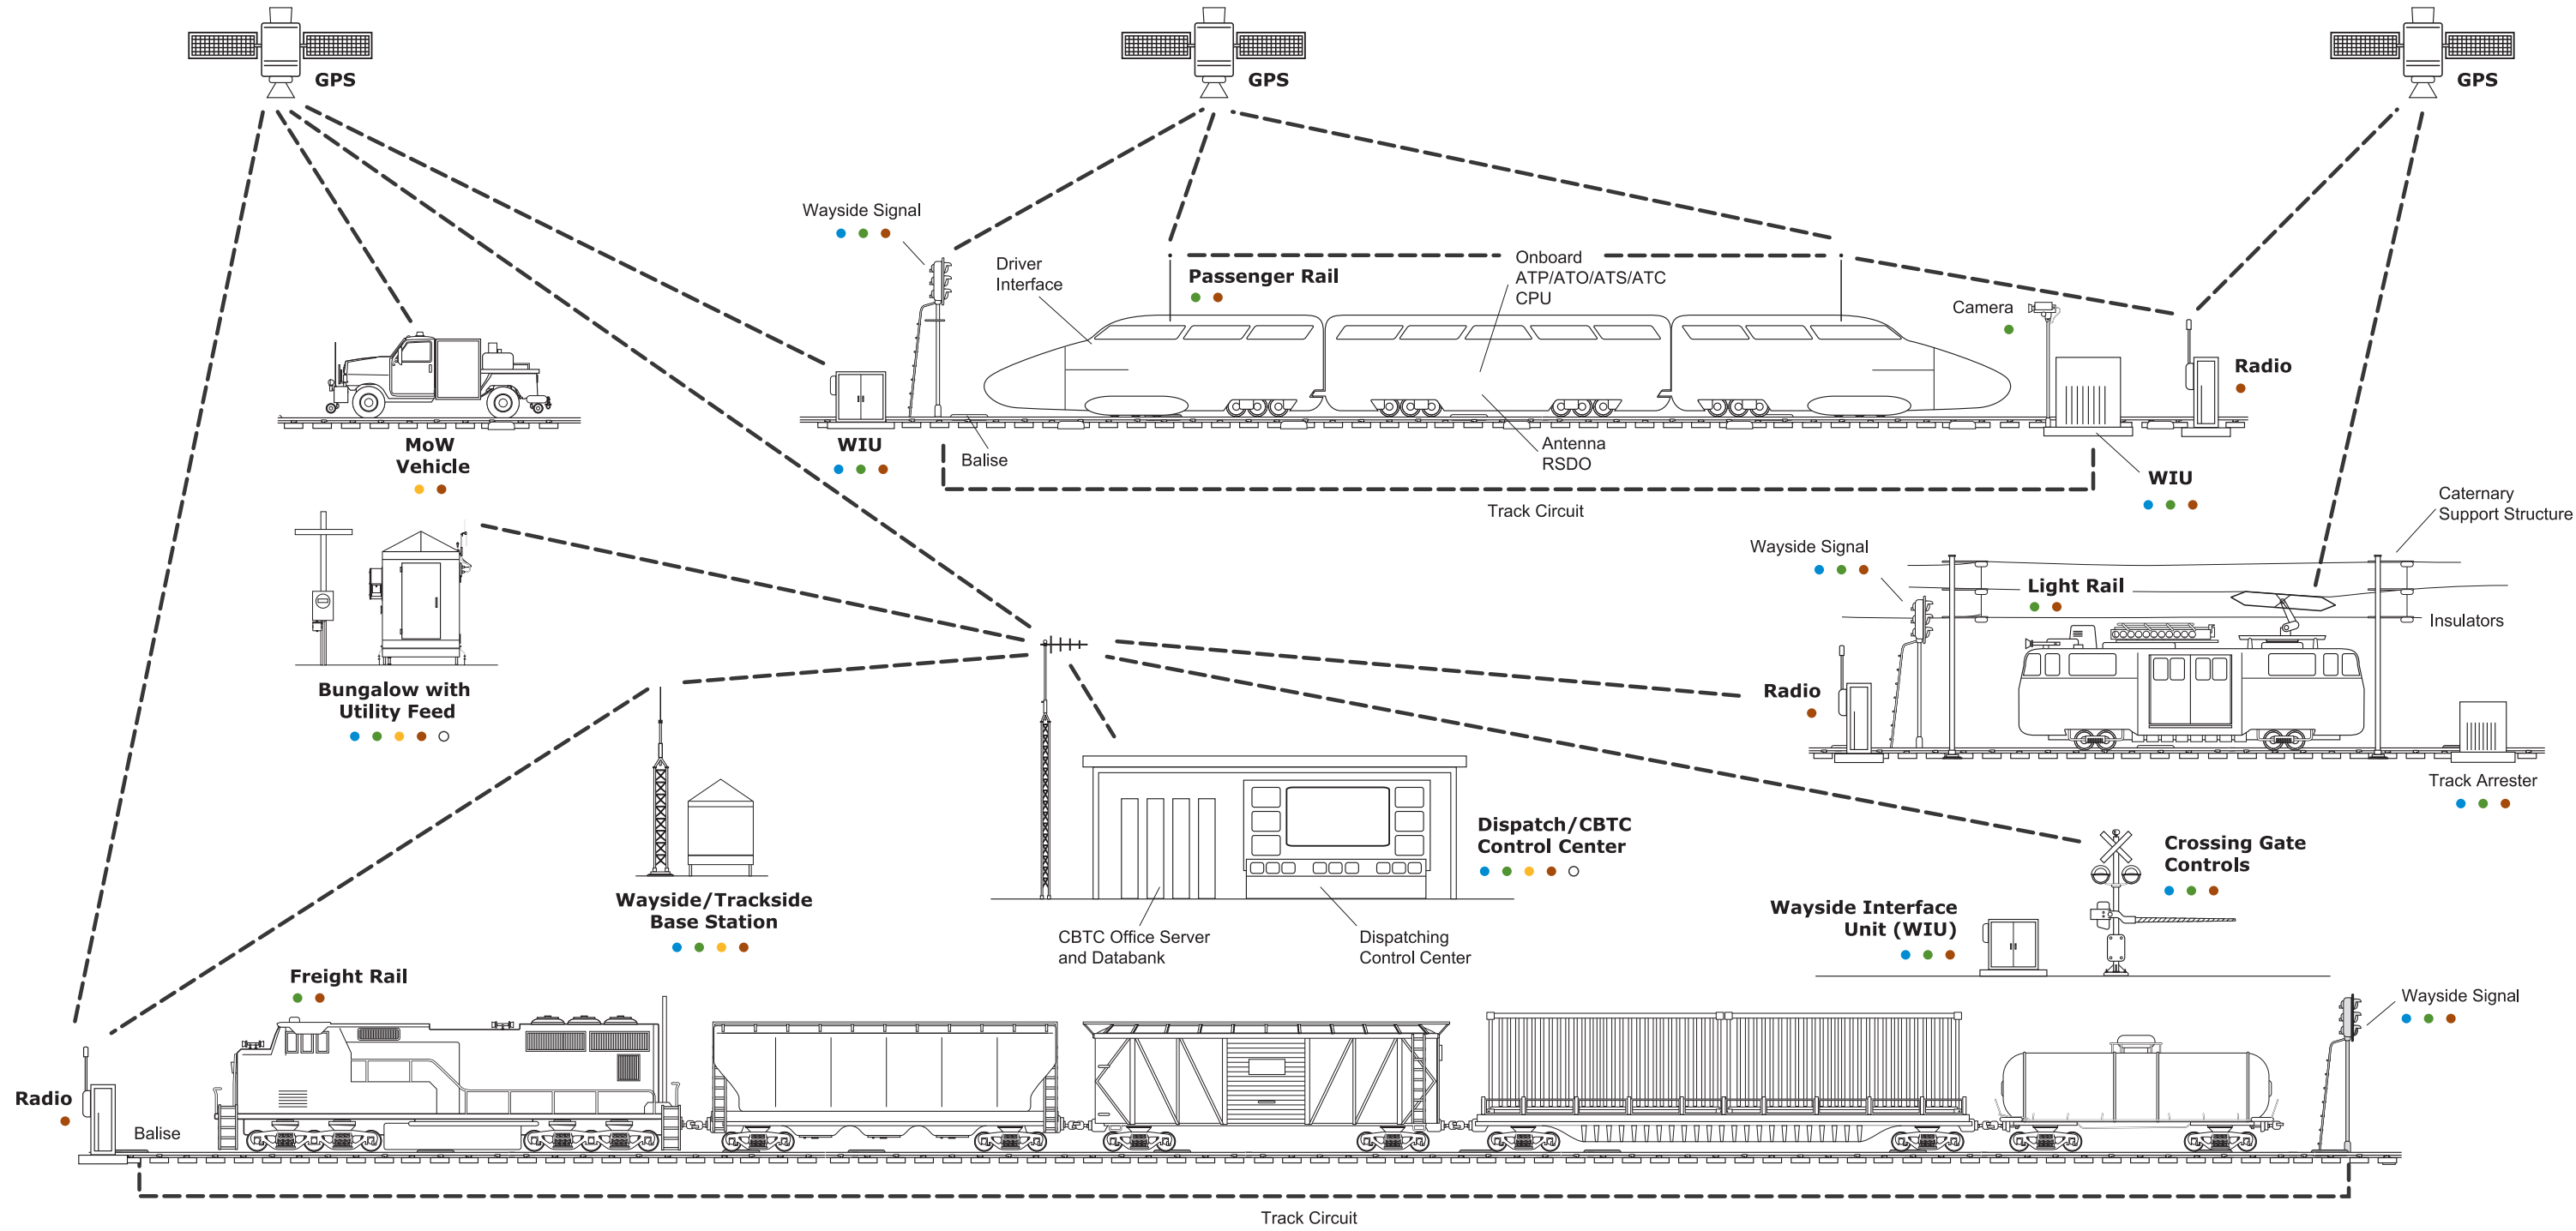 GPS
GPS
GPS
Wayside Signal
Driver
Interface
Passenger Rail
Onboard
ATP/ATO/ATS/ATC
CPU
Camera
Radio
MoW
Vehicle
WIU
Balise
Antenna
RSDO
WIU
Track Circuit
Caternary
Support Structure
Wayside Signal
Light Rail
Insulators
Bungalow with
Utility Feed
Radio
Track Arrester
Dispatch/CBTC
Control Center
Crossing Gate
Controls
Wayside/Trackside
Base Station
Wayside Interface
Unit (WIU)
CBTC Office Server
and Databank
Dispatching
Control Center
Freight Rail
Wayside Signal
Radio
Balise
Track Circuit